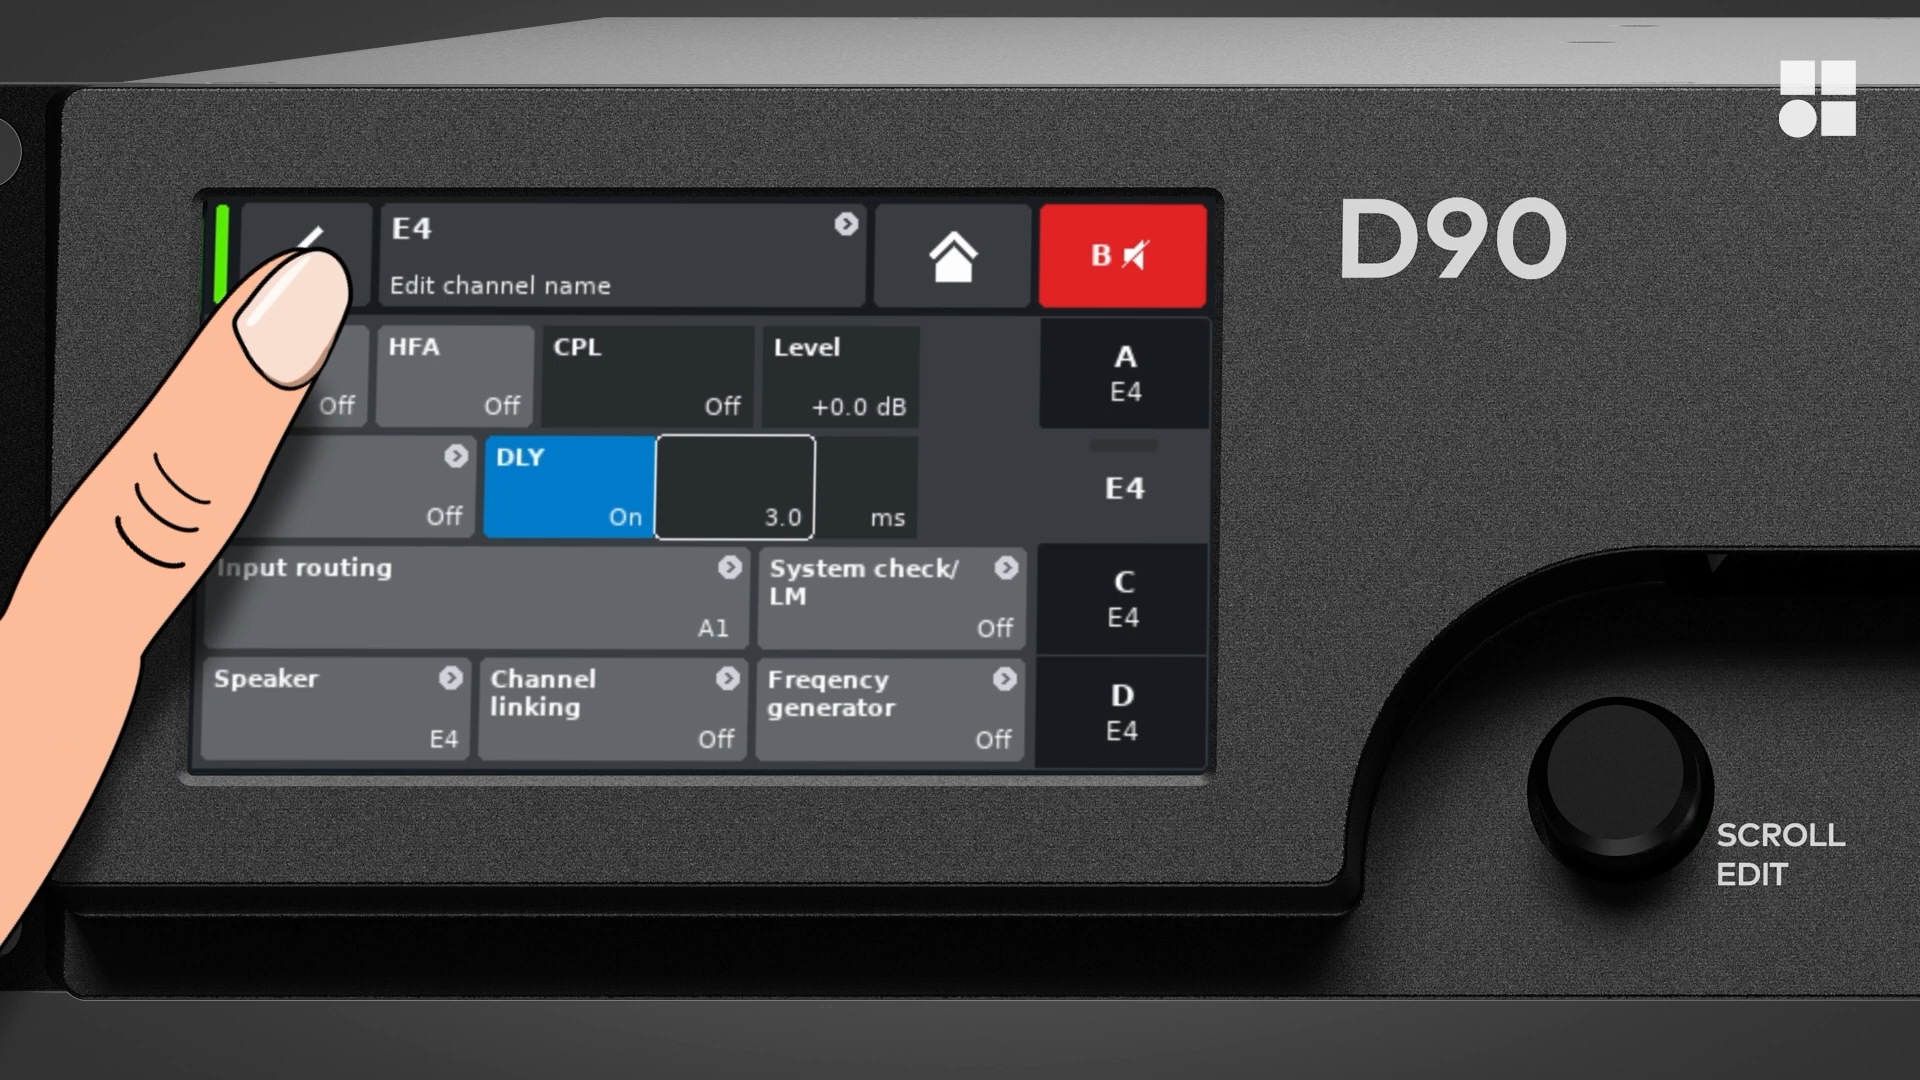 E4
Edit channel name
B
D90
Off
HFA
Off
CPL
Off
Level
+0.0 dB
A
E4
Off
DLY
On
3.0
ms
E4
Input routing
A1
System check/
LM
Off
C
E4
Speaker
E4
Channel
linking
Off
Freqency
generator
Off
D
E4
SCROLL
EDIT